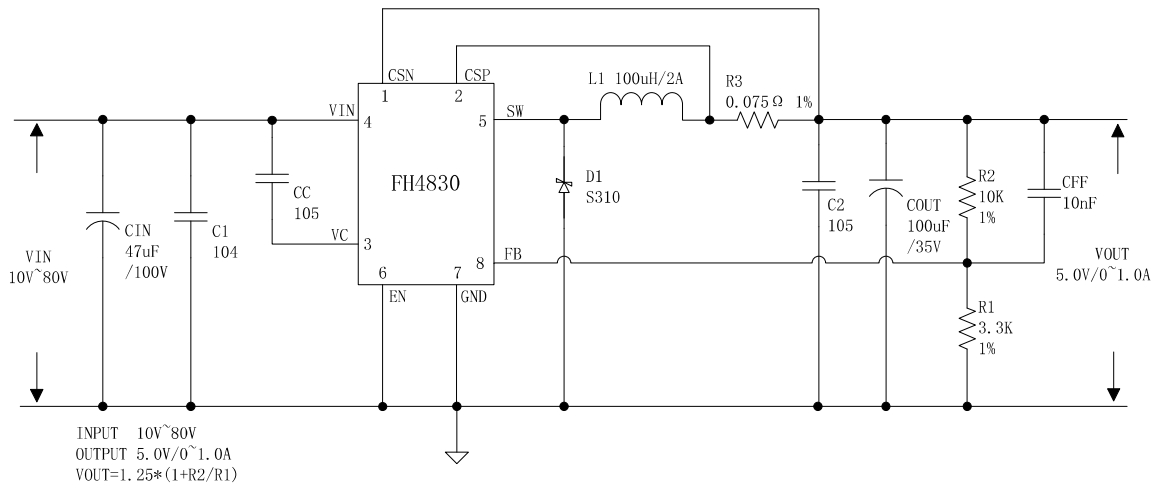 CSN
CSP
1
2
VIN
4
5
SW
L1 100uH/2A
R3
0.075Ω 1%
FH4830
CC
105
VC
3
CIN
47uF
/100V
C1
104
VIN
10V~80V
D1
S310
C2
105
COUT
100uF
/35V
R2
10K
1%
CFF
10nF
8
FB
6
7
EN
GND
VOUT
5.0V/0~1.0A
R1
3.3K
1%
INPUT 10V~80V
OUTPUT 5.0V/0~1.0A
VOUT=1.25*(1+R2/R1)